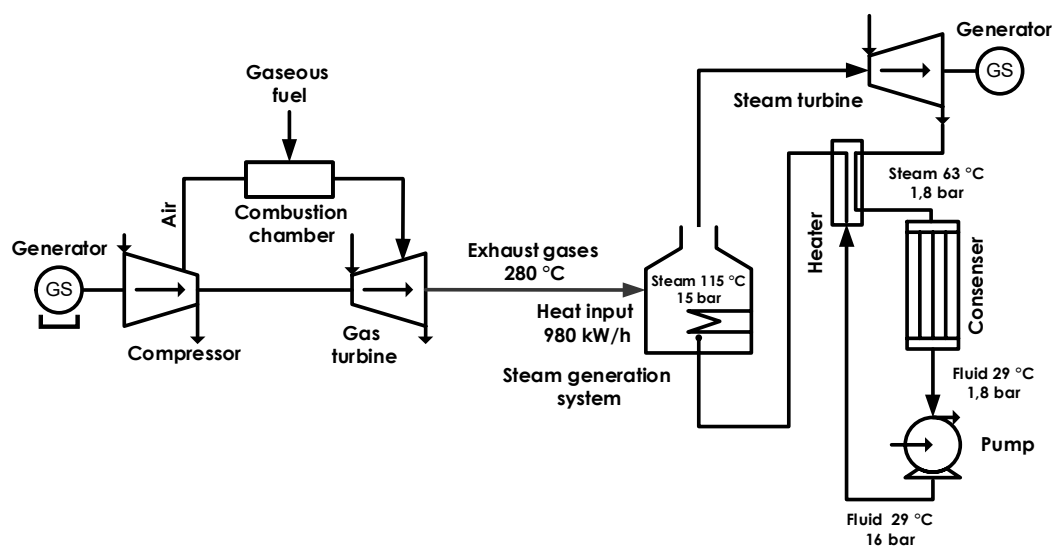 Gaseous
fuel
Air
Combustion
chamber
Generator
GS
Compressor
Gas
turbine
Exhaust gases
280 °C
Heat input
980 kW/h
Steam generation
system
Steam 115 °C
15 bar
Steam turbine
Generator
GS
Steam 63 °C
1,8 bar
Heater
Consenser
Fluid 29 °C
1,8 bar
Pump
Fluid 29 °C
16 bar